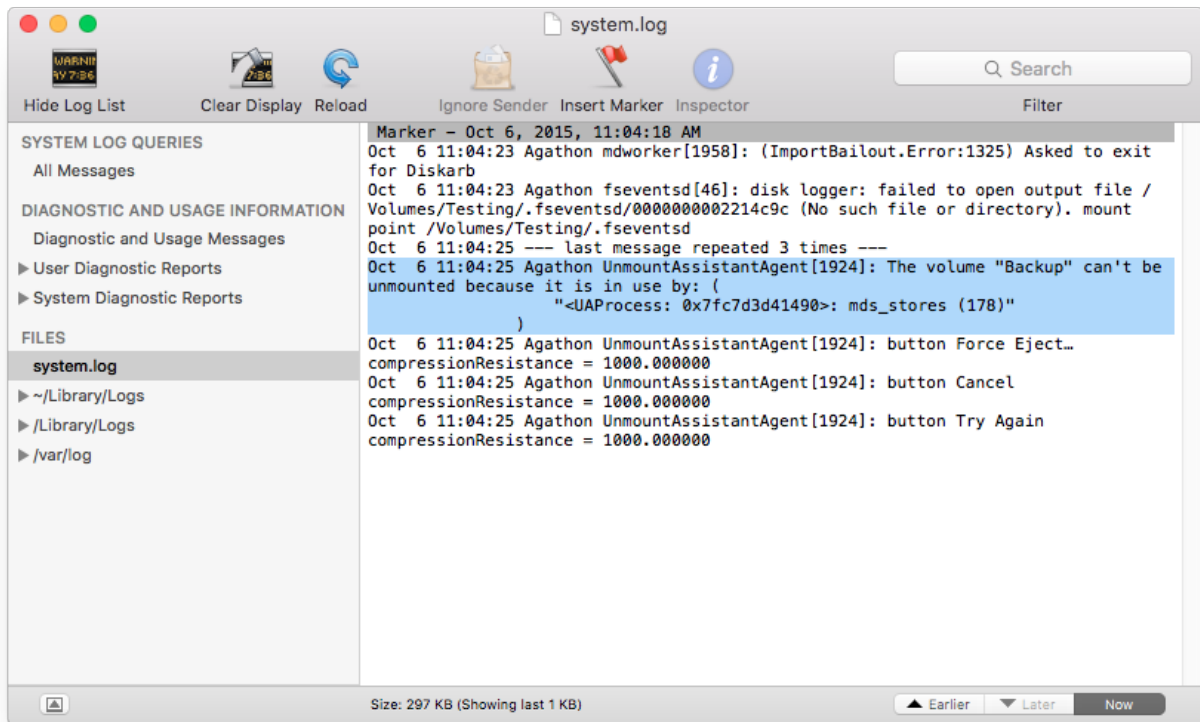 system.log
WARNIN
AY 7:36
7:36
Hide Log List
Clear Display
Reload
Ignore Sender
Insert Marker
Inspector
Search
Filter
SYSTEM LOG QUERIES
All Messages
DIAGNOSTIC AND USAGE INFORMATION
Diagnostic and Usage Messages
User Diagnostic Reports
System Diagnostic Reports
FILES
system.log
~/Library/Logs
/Library/Logs
/var/log
Marker – Oct 6, 2015, 11:04:18 AM
Oct  6 11:04:23 Agathon mdworker[1958]: (ImportBailout.Error:1325) Asked to exit
for Diskarb
Oct  6 11:04:23 Agathon fseventsd[46]: disk logger: failed to open output file /
Volumes/Testing/.fseventsd/0000000002214c9c (No such file or directory). mount
point /Volumes/Testing/.fseventsd
Oct  6 11:04:25 --- last message repeated 3 times ---
Oct  6 11:04:25 Agathon UnmountAssistantAgent[1924]: The volume "Backup" can't be
unmounted because it is in use by: (
"<UAProcess: 0x7fc7d3d41490>: mds_stores (178)"
)
Oct  6 11:04:25 Agathon UnmountAssistantAgent[1924]: button Force Eject…
compressionResistance = 1000.000000
Oct  6 11:04:25 Agathon UnmountAssistantAgent[1924]: button Cancel
compressionResistance = 1000.000000
Oct  6 11:04:25 Agathon UnmountAssistantAgent[1924]: button Try Again
compressionResistance = 1000.000000
Size: 297 KB (Showing last 1 KB)
Earlier
Later
Now